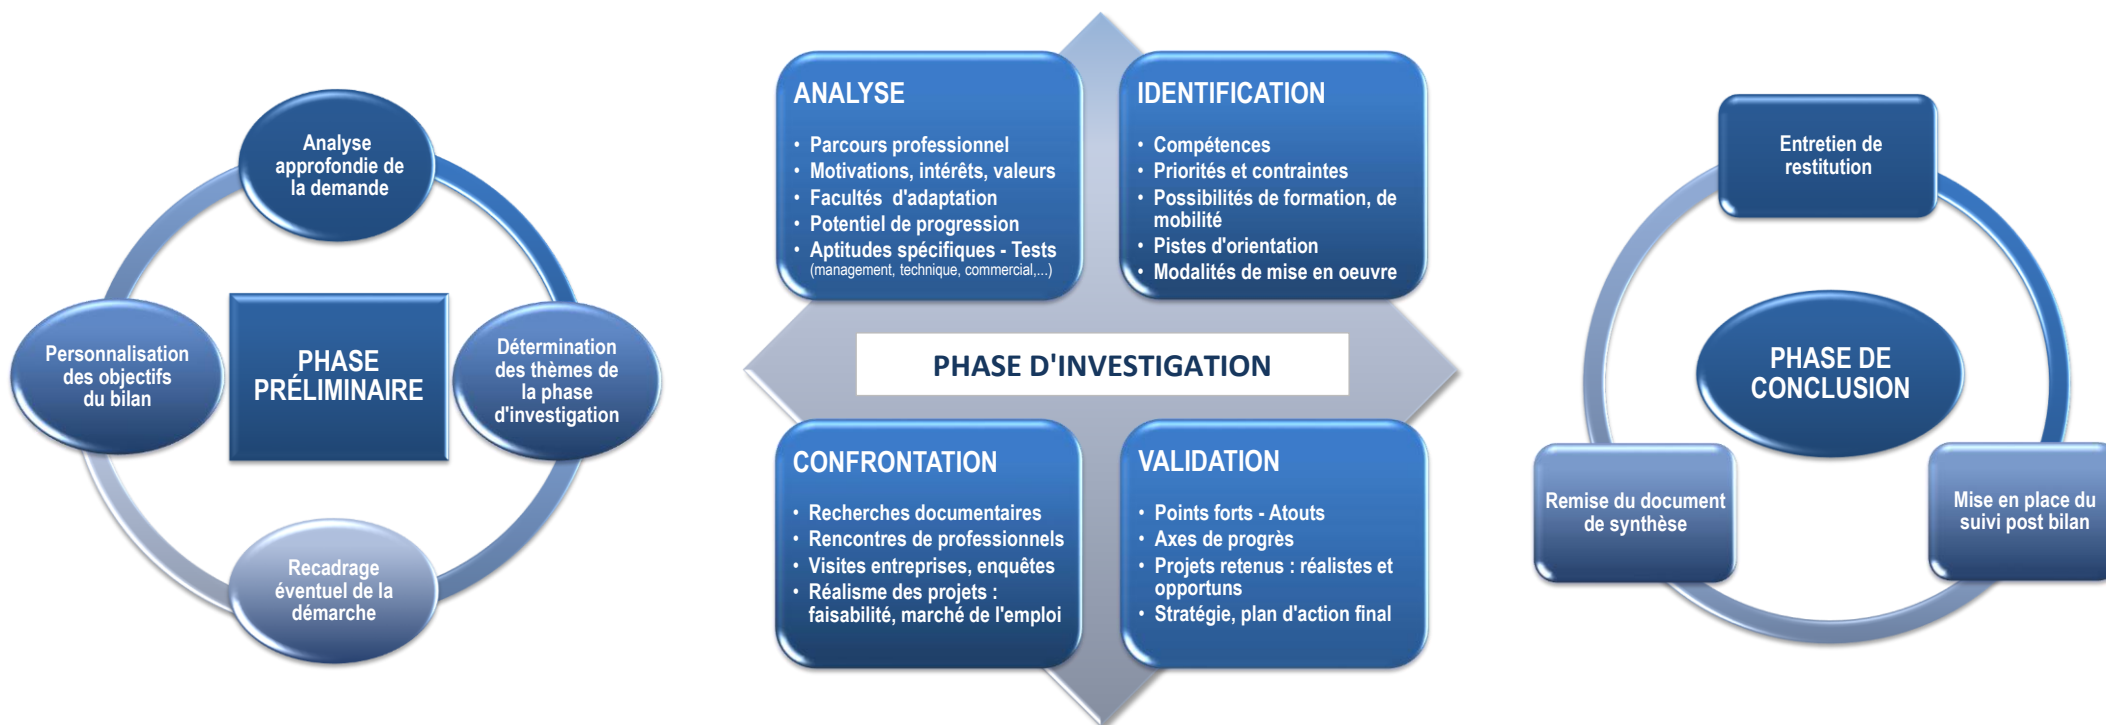 Analyse
approfondie de
la demande
Personnalisation
des objectifs
du bilan
PHASE
PRÉLIMINAIRE
Détermination
des thèmes de
la phase
d'investigation
Recadrage
éventuel de la
démarche
ANALYSE
• Parcours professionnel
• Motivations, intérêts, valeurs
• Facultés d'adaptation
• Potentiel de progression
• Aptitudes spécifiques - Tests
(management, technique, commercial,...)
IDENTIFICATION
• Compétences
• Priorités et contraintes
• Possibilités de formation, de
mobilité
• Pistes d'orientation
• Modalités de mise en oeuvre
PHASE D'INVESTIGATION
CONFRONTATION
• Recherches documentaires
• Rencontres de professionnels
• Visites entreprises, enquêtes
• Réalisme des projets :
faisabilité, marché de l'emploi
VALIDATION
• Points forts - Atouts
• Axes de progrès
• Projets retenus : réalistes et
opportuns
• Stratégie, plan d'action final
Entretien de
restitution
PHASE DE
CONCLUSION
Remise du document
de synthèse
Mise en place du
suivi post bilan